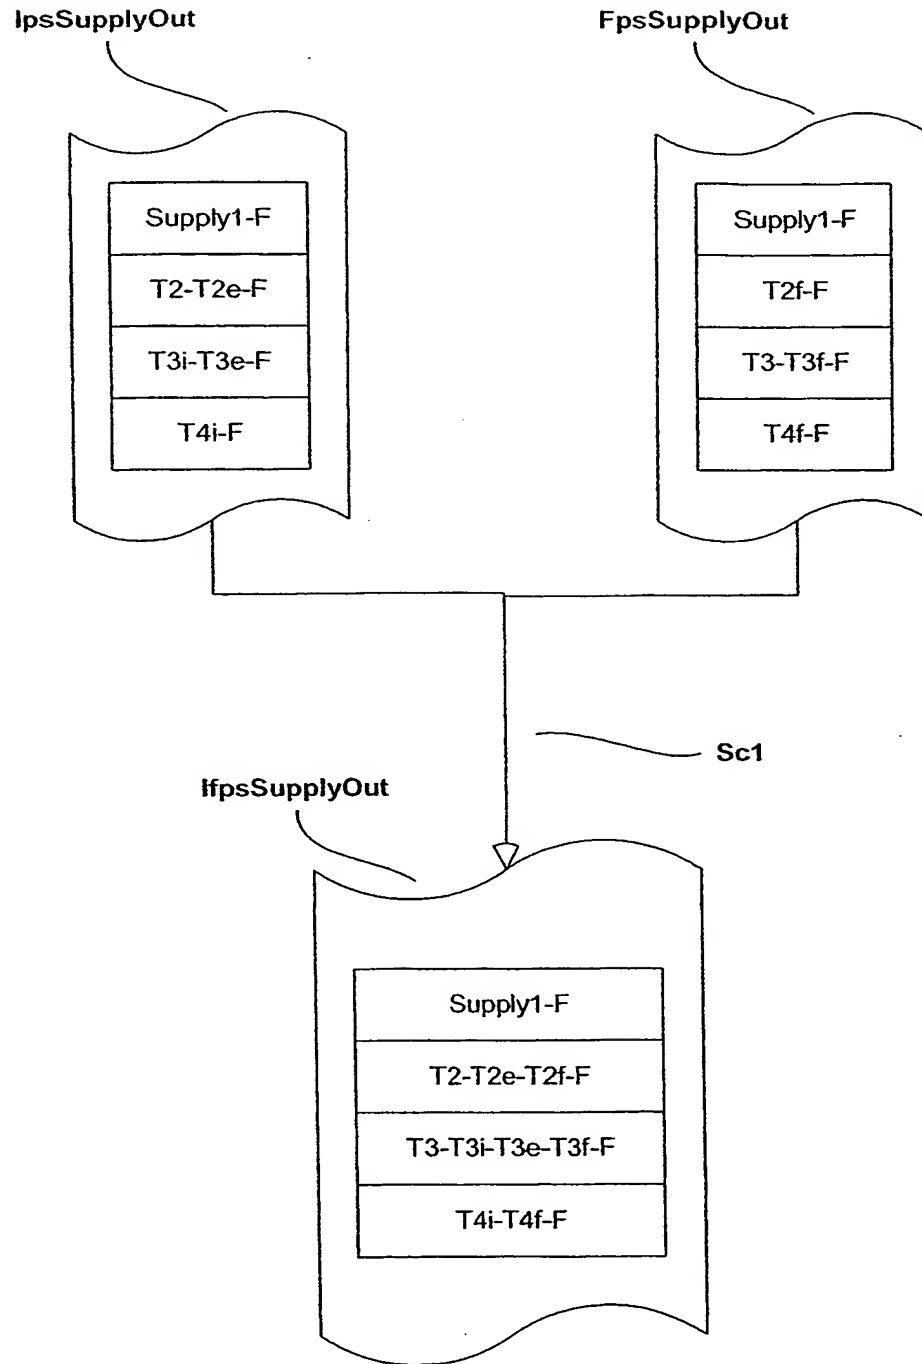 IpsSupplyOut
Supply1-F
T2-T2e-F
T3i-T3e-F
T4i-F
FpsSupplyOut
Supply1-F
T2f-F
T3-T3f-F
T4f-F
Sc1
IfpsSupplyOut
Supply1-F
T2-T2e-T2f-F
T3-T3i-T3e-T3f-F
T4i-T4f-F